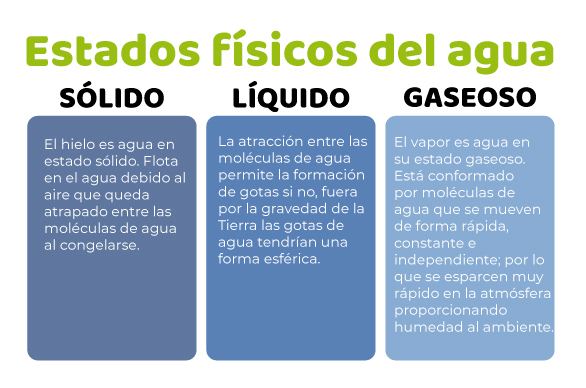 Estados físicos del agua
SÓLIDO
El hielo es agua en
estado sólido. Flota
en el agua debido al
aire que queda
atrapado entre las
moléculas de agua
al congelarse.
LÍQUIDO
La atracción entre las
moléculas de agua
permite la formación
de gotas si no, fuera
por la gravedad de la
Tierra las gotas de
agua tendrían una
forma esférica.
GASEOSO
El vapor es agua en
su estado gaseoso.
Está conformado
por moléculas de
agua que se mueven
de forma rápida,
constante e
independiente; por lo
que se esparcen muy
rápido en la atmósfera
proporcionando
humedad al ambiente.